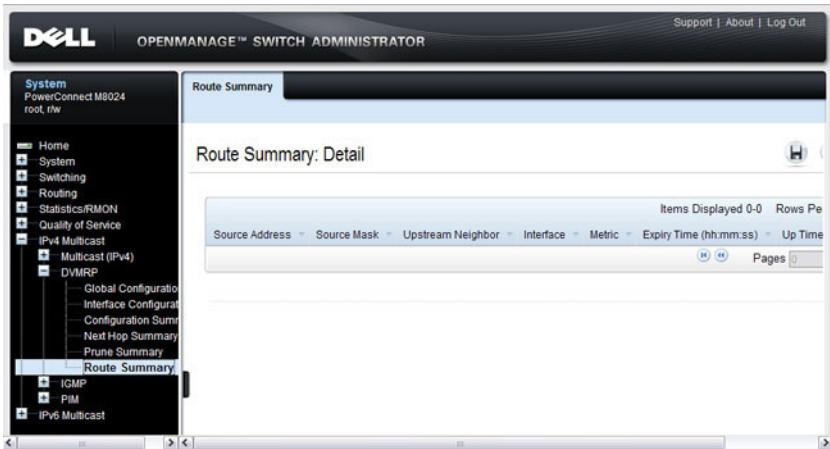 Support | About | Log Out
DELL OPENMANAGE™ SWITCH ADMINISTRATOR
System
PowerConnect M8024
root, r/w
Home
System
Switching
Routing
Statistics/RMON
Quality of Service
IPv4 Multicast
Multicast (IPv4)
DVMRP
Global Configuratio
Interface Configurat
Configuration Sumr
Next Hop Summary
Prune Summary
Route Summary
IGMP
PIM
IPv6 Multicast
Route Summary
Route Summary: Detail
Items Displayed 0-0 Rows Pe
Source Address Source Mask Upstream Neighbor Interface Metric Expiry Time (hh:mm:ss) Up Time
Pages 0